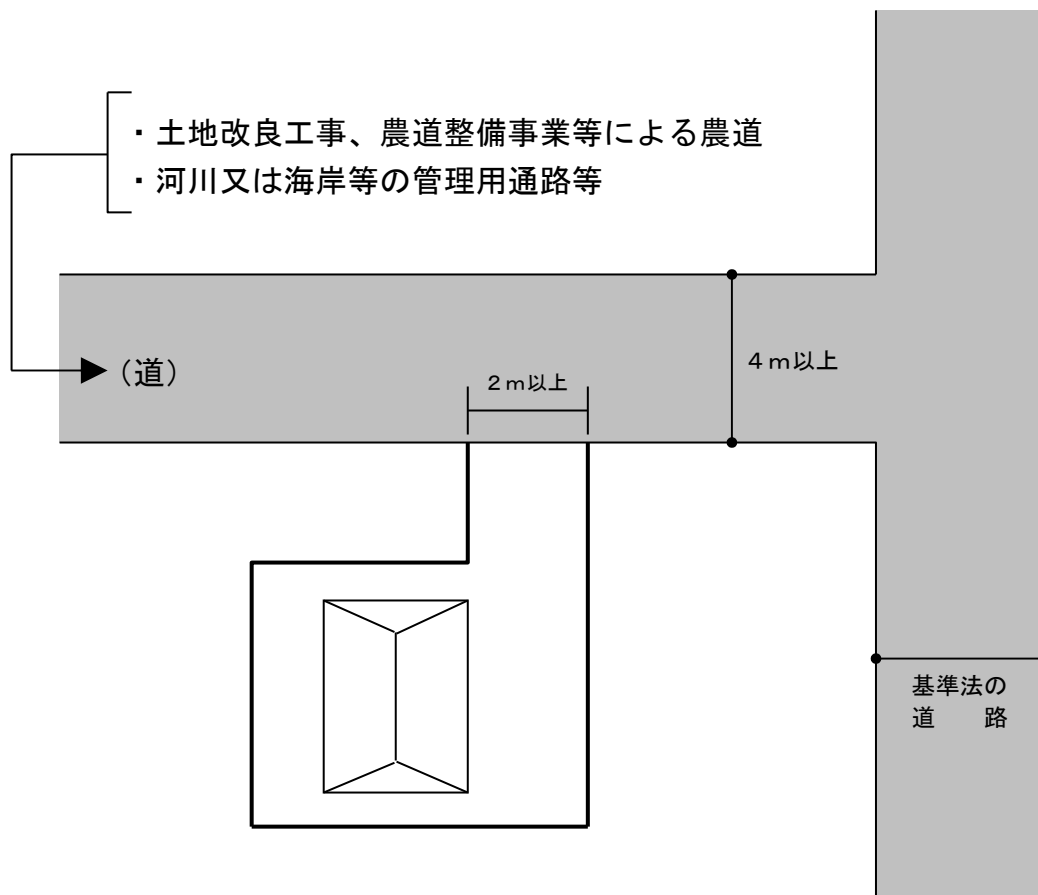 ・土地改良工事、農道整備事業等による農道
・河川又は海岸等の管理用通路等
（道）
２ｍ以上
４ｍ以上
基準法の
道　　路